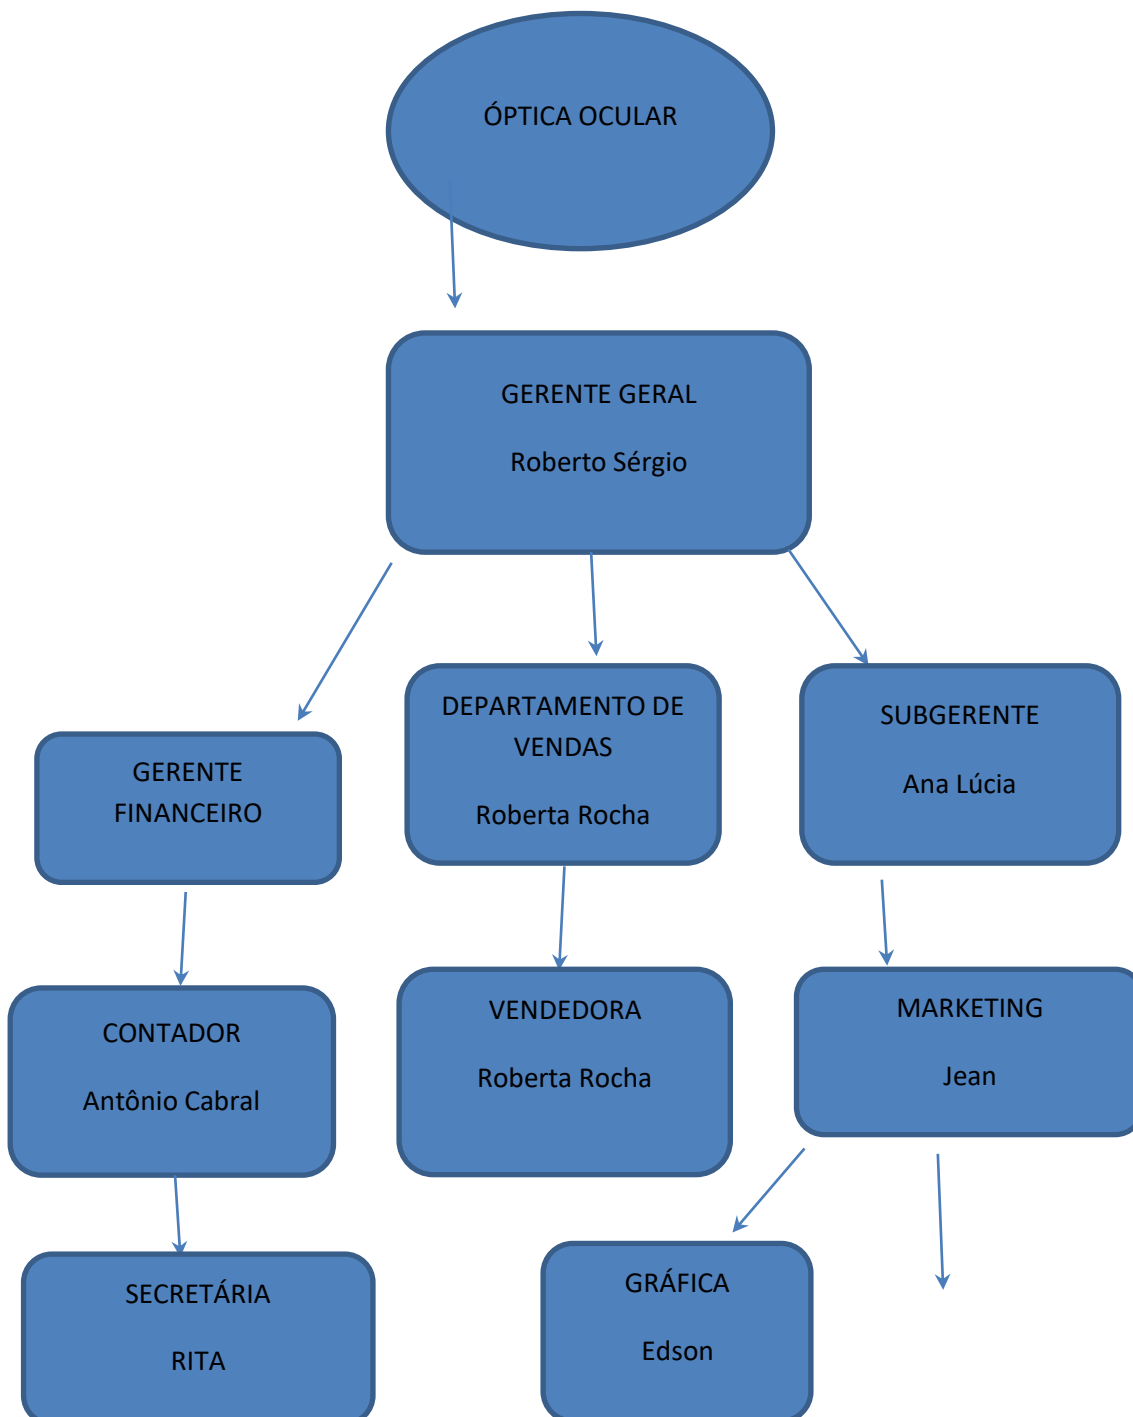 ÓPTICA OCULAR
GERENTE GERAL
Roberto Sérgio
GERENTE
FINANCEIRO
DEPARTAMENTO DE
VENDAS
Roberta Rocha
SUBGERENTE
Ana Lúcia
CONTADOR
Antônio Cabral
VENDEDORA
Roberta Rocha
MARKETING
Jean
SECRETÁRIA
RITA
GRÁFICA
Edson